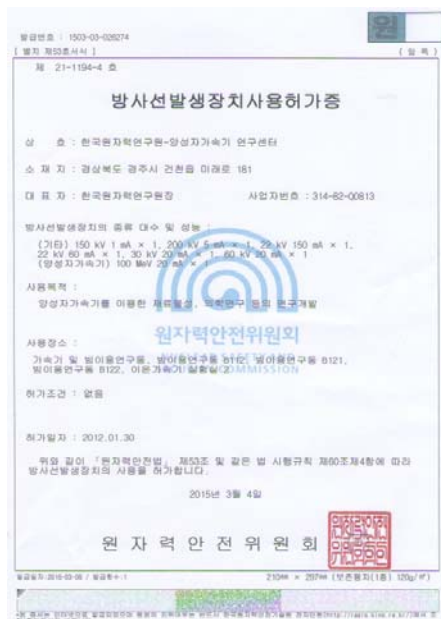 발급번호 : 1503-03-026274
원
[ 별지 제53호서식 ]
( 앞 쪽 )
제 21-1194-4 호
방사선발생장치사용허가증
상 호 : 한국원자력연구원-양성자가속기 연구센터
소 재 지 : 경상북도 경주시 건천읍 미래로 181
대 표 자 : 한국원자력연구원장 사업자번호 : 314-82-00813
방사선발생장치의 종류 대수 및 성능 :
(기타) 150 kV 1 mA × 1, 200 kV 5 mA × 1, 22 kV 150 mA × 1,
22 kV 60 mA × 1, 30 kV 20 mA × 1, 60 kV 20 mA × 1
(양성자가속기) 100 MeV 20 mA × 1
사용목적 :
양성자가속기를 이용한 재료물성, 의학연구 등의 연구개발
원자력안전위원회
사용장소 :
가속기 및 빔이용연구동, 빔이용연구동 B112, 빔이용연구동 B121,
빔이용연구동 B122, 이온가속기 실험실 2
COMMISSION
허가조건 : 없음
허가일자 : 2012.01.30
위와 같이 「원자력안전법」 제53조 및 같은 법 시행규칙 제60조제4항에 따라
방사선발생장치의 사용을 허가합니다.
2015년 3월 4일
원 자 력 안 전 위 원 회
210mm × 297mm (보존용지(1종) 120g/㎡)